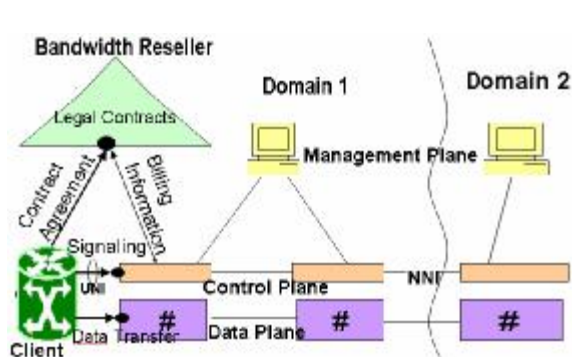 Bandwidth Reseller
Domain 1
Domain 2
Legal Contracts
Management Plane
Contract
Agreement
Billing
Information
Signaling
UNI
Control Plane
NNI
#
#
#
Data Transfer
Data Plane
Client